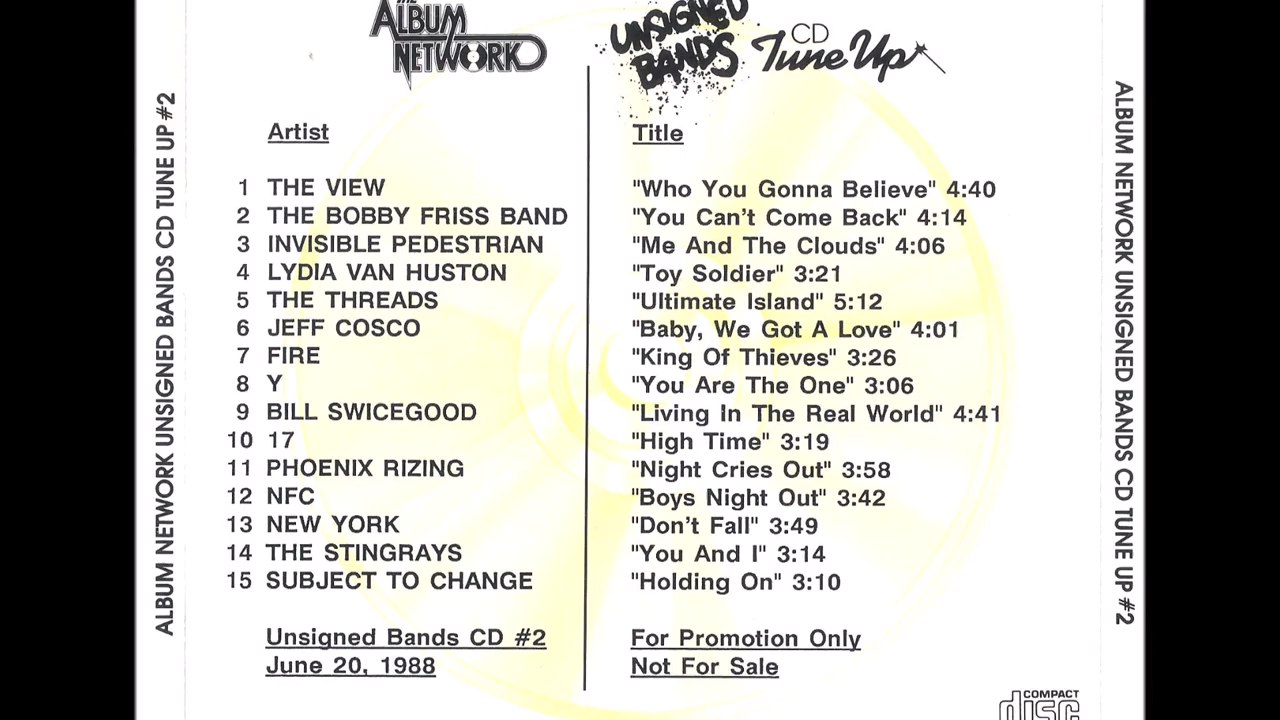 THE ALBUM NETWORK
UNSIGNED BANDS
CD Tune Up
ALBUM NETWORK UNSIGNED BANDS CD TUNE UP #2
Artist Title
1 THE VIEW "Who You Gonna Believe" 4:40
2 THE BOBBY FRISS BAND "You Can't Come Back" 4:14
3 INVISIBLE PEDESTRIAN "Me And The Clouds" 4:06
4 LYDIA VAN HUSTON "Toy Soldier" 3:21
5 THE THREADS "Ultimate Island" 5:12
6 JEFF COSCO "Baby, We Got A Love" 4:01
7 FIRE "King Of Thieves" 3:26
8 Y "You Are The One" 3:06
9 BILL SWICEGOOD "Living In The Real World" 4:41
10 17 "High Time" 3:19
11 PHOENIX RIZING "Night Cries Out" 3:58
12 NFC "Boys Night Out" 3:42
13 NEW YORK "Don't Fall" 3:49
14 THE STINGRAYS "You And I" 3:14
15 SUBJECT TO CHANGE "Holding On" 3:10
Unsigned Bands CD #2 For Promotion Only
June 20, 1988 Not For Sale
COMPACT
disc
ALBUM NETWORK UNSIGNED BANDS CD TUNE UP #2